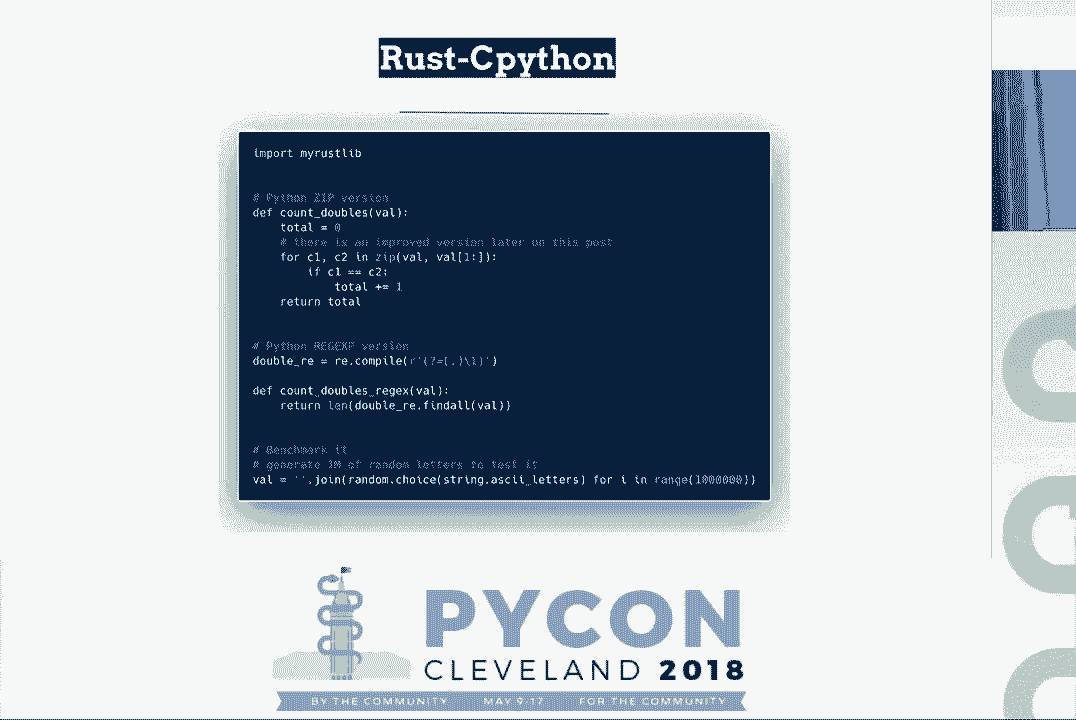 Rust-Cpython
import myrustlib
# Python ZIP version
def count_doubles(val):
total = 0
# there is an improved version later on this post
for c1, c2 in zip(val, val[1:]):
if c1 == c2:
total += 1
return total
# Python REGEXP version
double_re = re.compile(r'(?=(.)\1)')
def count_doubles_regex(val):
return len(double_re.findall(val))
# Benchmark it
# generate 1M of random letters to test it
val = ''.join(random.choice(string.ascii_letters) for i in range(1000000))
PYCON
CLEVELAND 2018
BY THE COMMUNITY MAY 9-17 FOR THE COMMUNITY